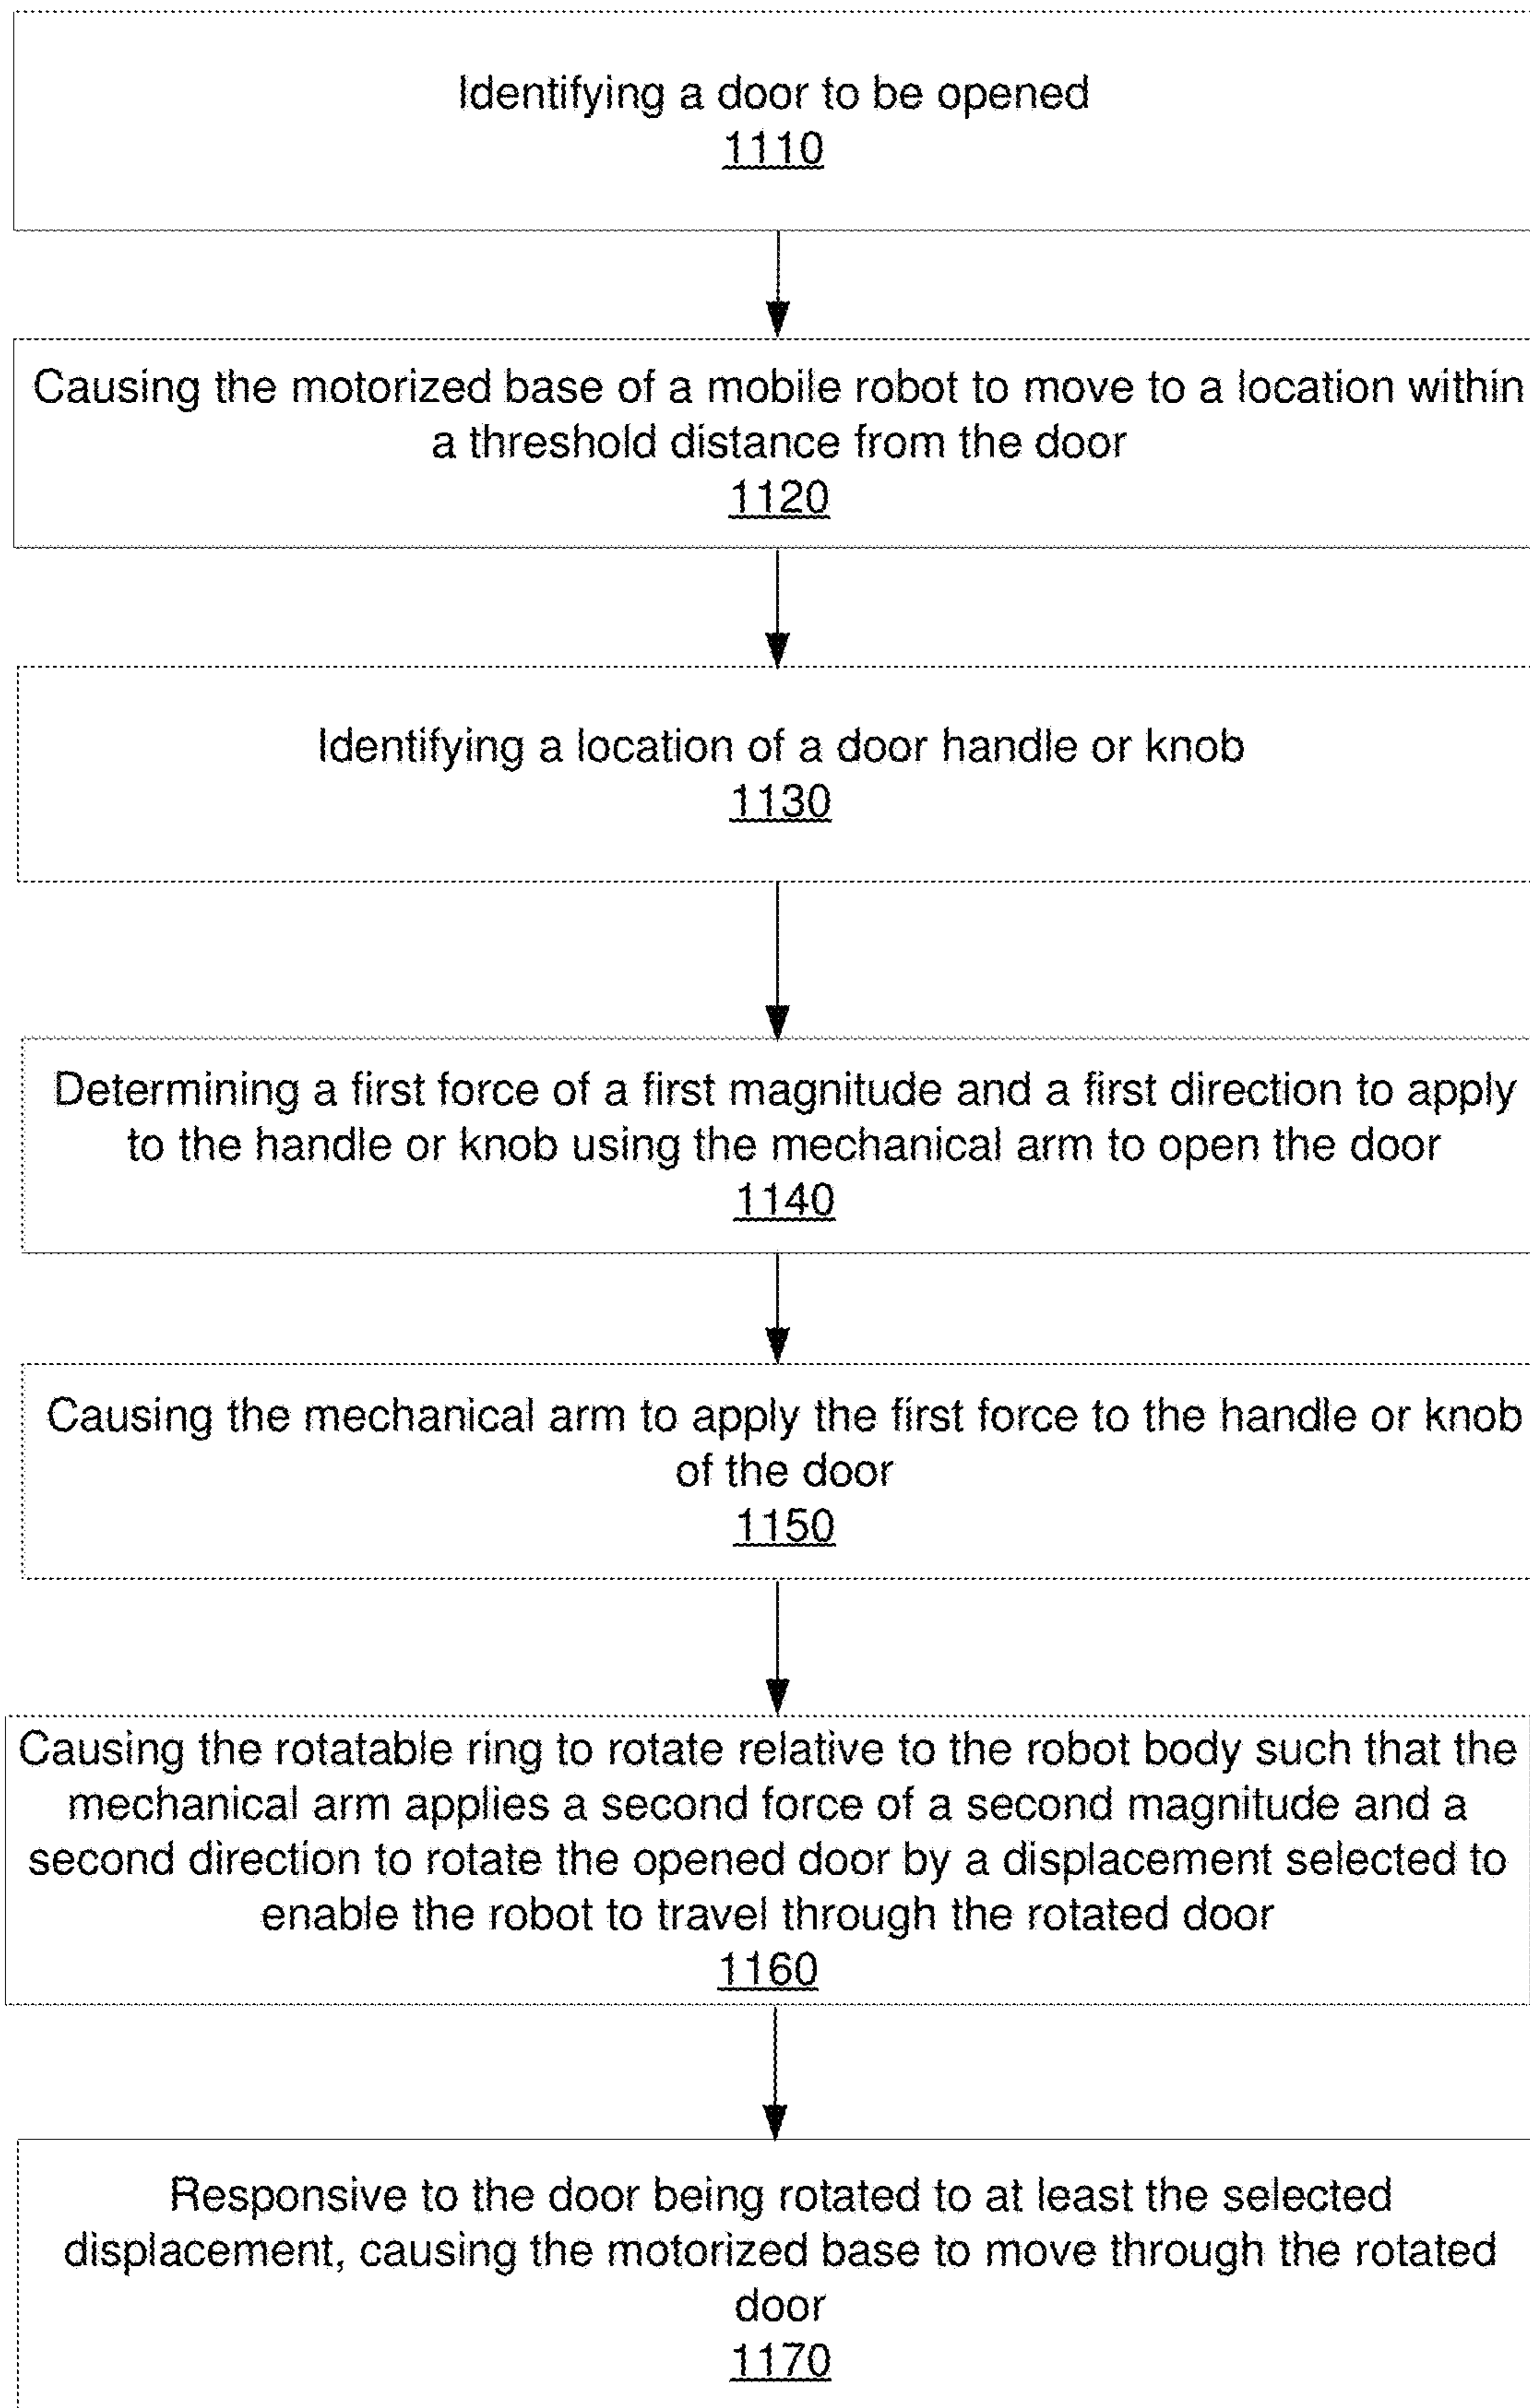 Identifying a door to be opened
1110
Causing the motorized base of a mobile robot to move to a location within
a threshold distance from the door
1120
Identifying a location of a door handle or knob
1130
Determining a first force of a first magnitude and a first direction to apply
to the handle or knob using the mechanical arm to open the door
1140
Causing the mechanical arm to apply the first force to the handle or knob
of the door
1150
Causing the rotatable ring to rotate relative to the robot body such that the
mechanical arm applies a second force of a second magnitude and a
second direction to rotate the opened door by a displacement selected to
enable the robot to travel through the rotated door
1160
Responsive to the door being rotated to at least the selected
displacement, causing the motorized base to move through the rotated
door
1170